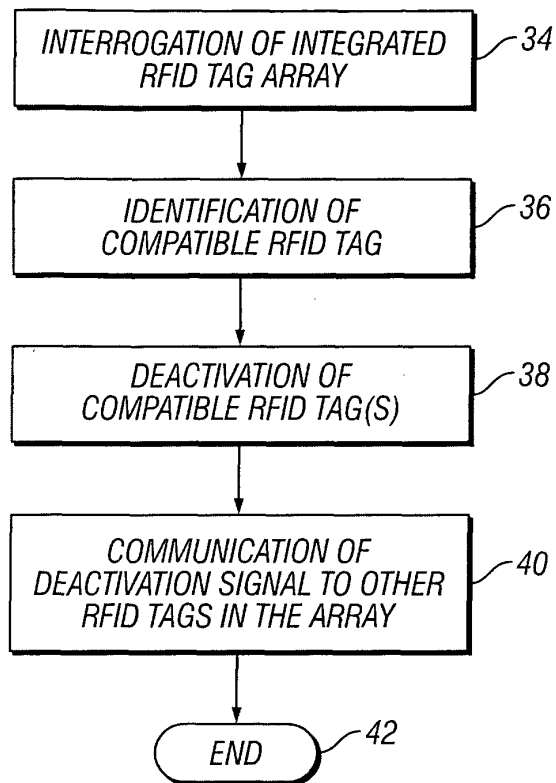 INTERROGATION OF INTEGRATED
RFID TAG ARRAY
34
IDENTIFICATION OF
COMPATIBLE RFID TAG
36
DEACTIVATION OF
COMPATIBLE RFID TAG(S)
38
COMMUNICATION OF
DEACTIVATION SIGNAL TO OTHER
RFID TAGS IN THE ARRAY
40
END
42